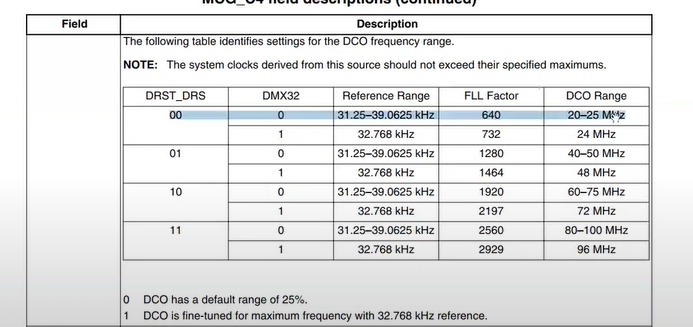 MCG_C4 field descriptions (continued)
Field Description
The following table identifies settings for the DCO frequency range.
NOTE: The system clocks derived from this source should not exceed their specified maximums.
DRST_DRS DMX32 Reference Range FLL Factor DCO Range
00 0 31.25–39.0625 kHz 640 20–25 MHz
1 32.768 kHz 732 24 MHz
01 0 31.25–39.0625 kHz 1280 40–50 MHz
1 32.768 kHz 1464 48 MHz
10 0 31.25–39.0625 kHz 1920 60–75 MHz
1 32.768 kHz 2197 72 MHz
11 0 31.25–39.0625 kHz 2560 80–100 MHz
1 32.768 kHz 2929 96 MHz
0 DCO has a default range of 25%.
1 DCO is fine-tuned for maximum frequency with 32.768 kHz reference.